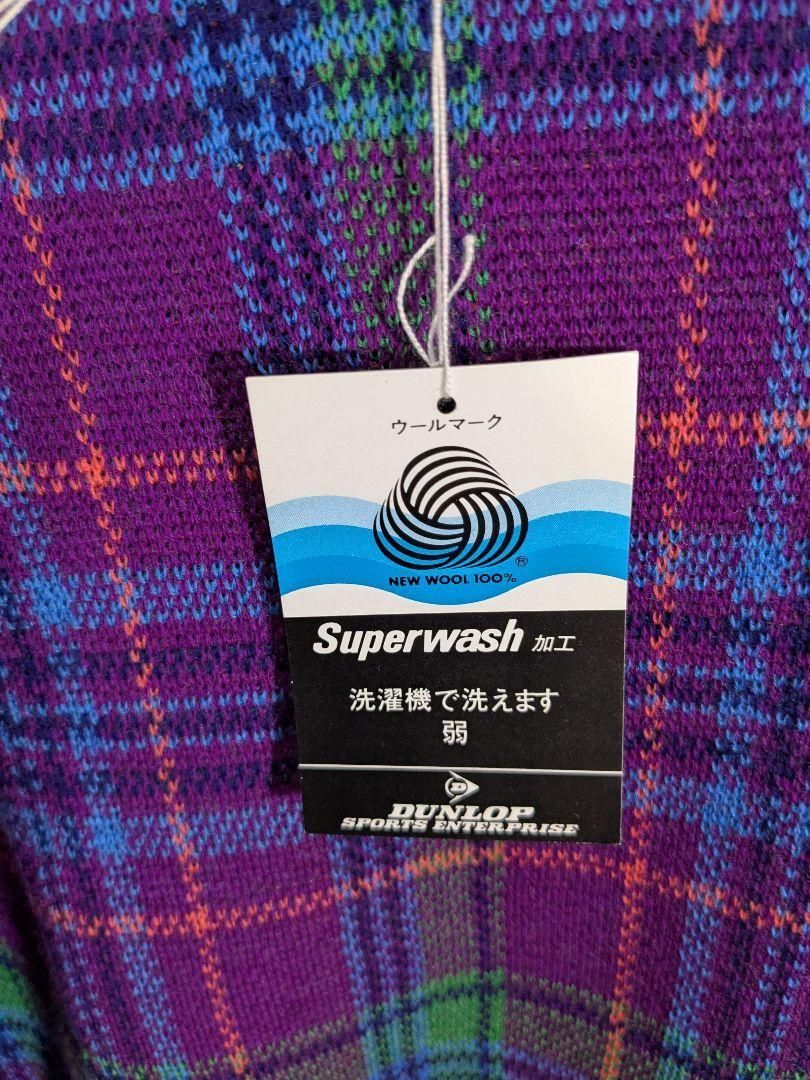 ウールマーク
®
NEW WOOL 100%
Superwash 加工
洗濯機で洗えます
弱
D
DUNLOP
SPORTS ENTERPRISE